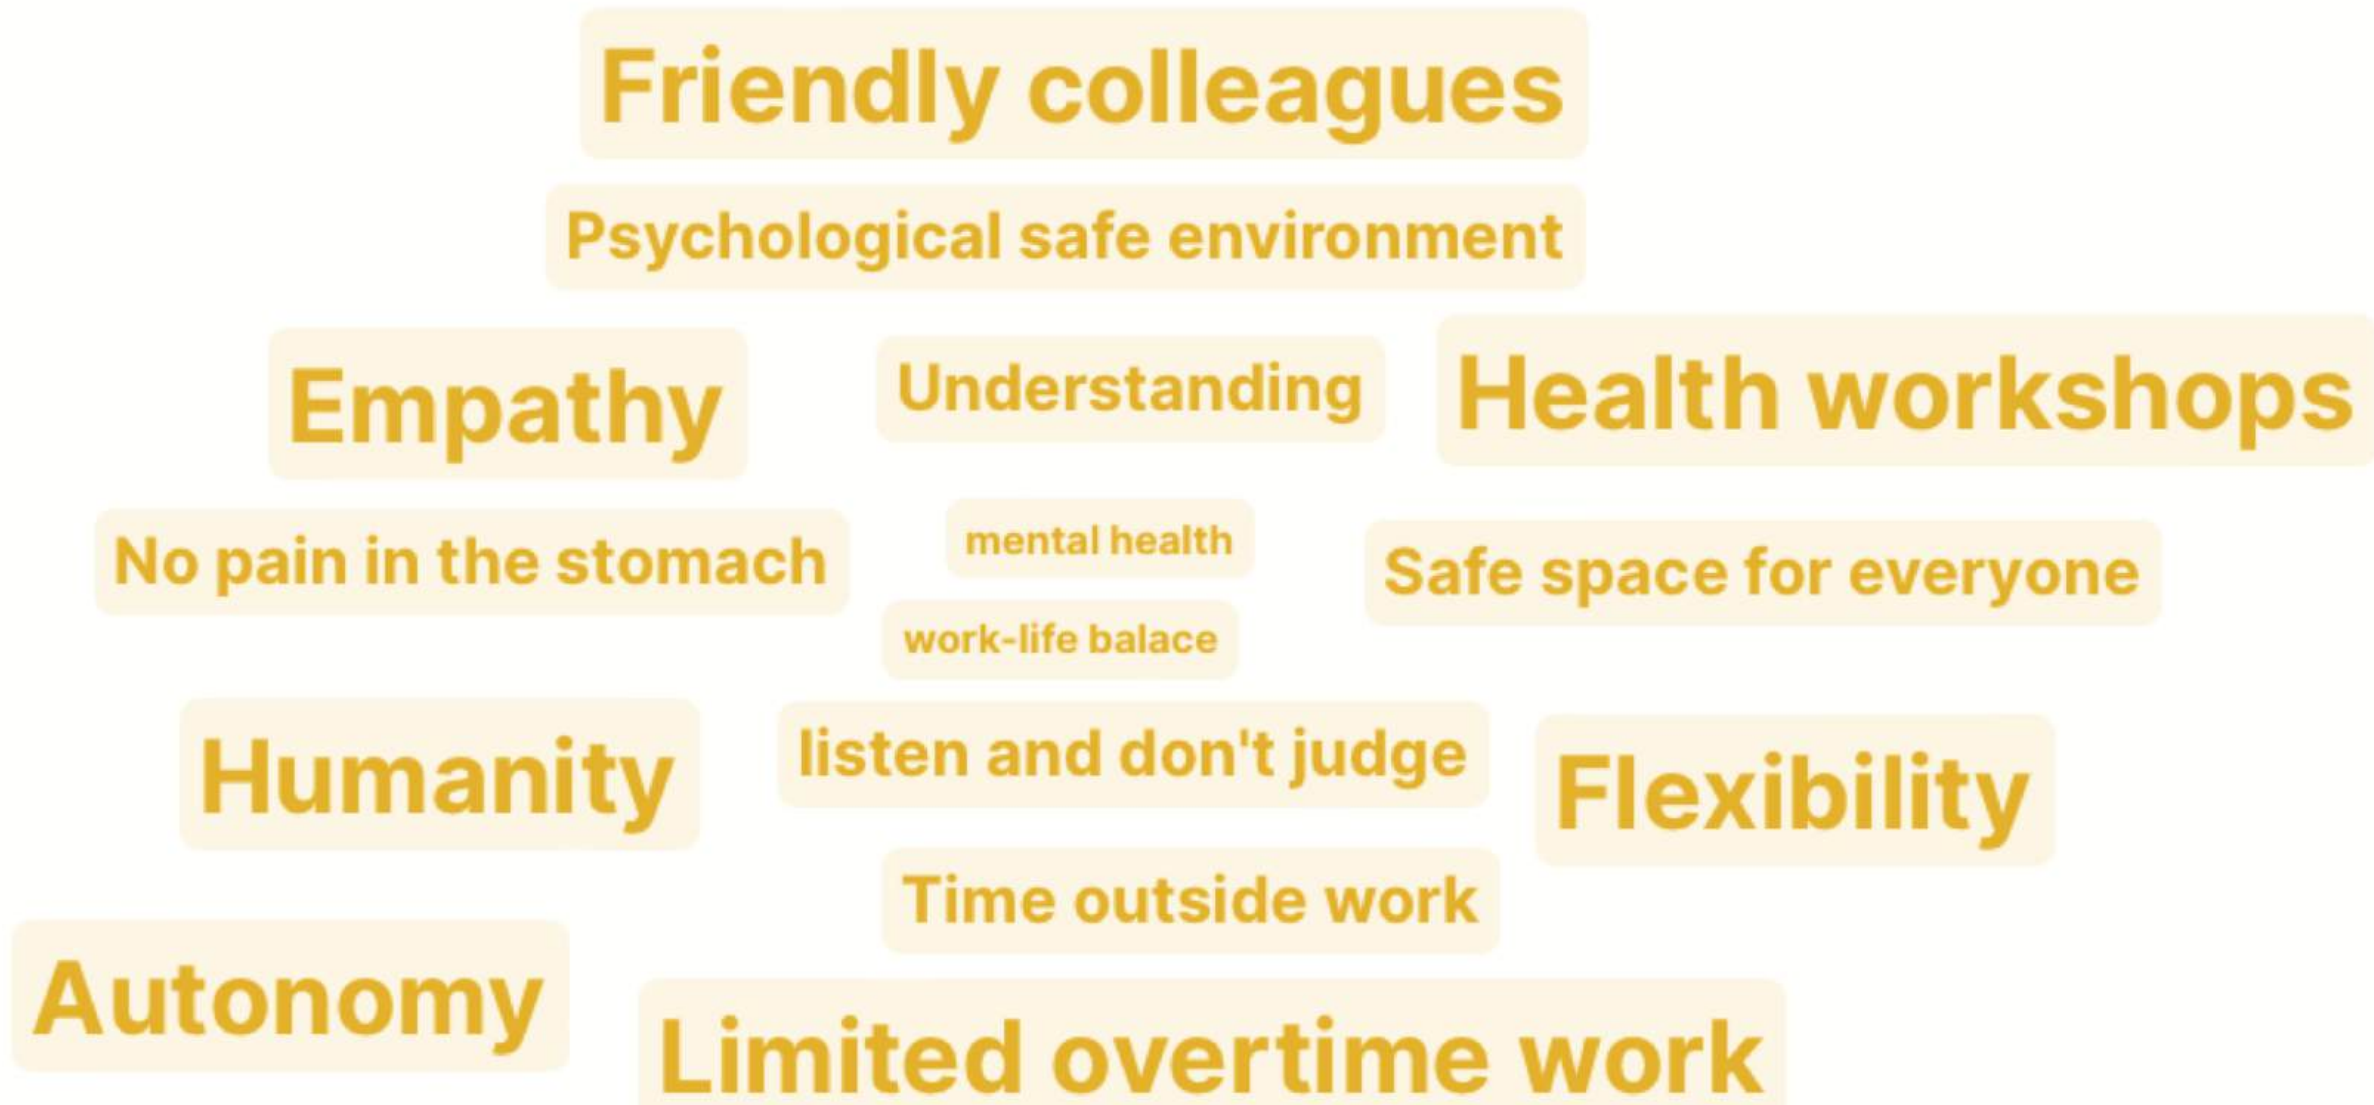 Friendly colleagues
Psychological safe environment
Empathy
Understanding
Health workshops
No pain in the stomach
mental health
Safe space for everyone
work-life balace
Humanity
listen and don't judge
Flexibility
Time outside work
Autonomy
Limited overtime work